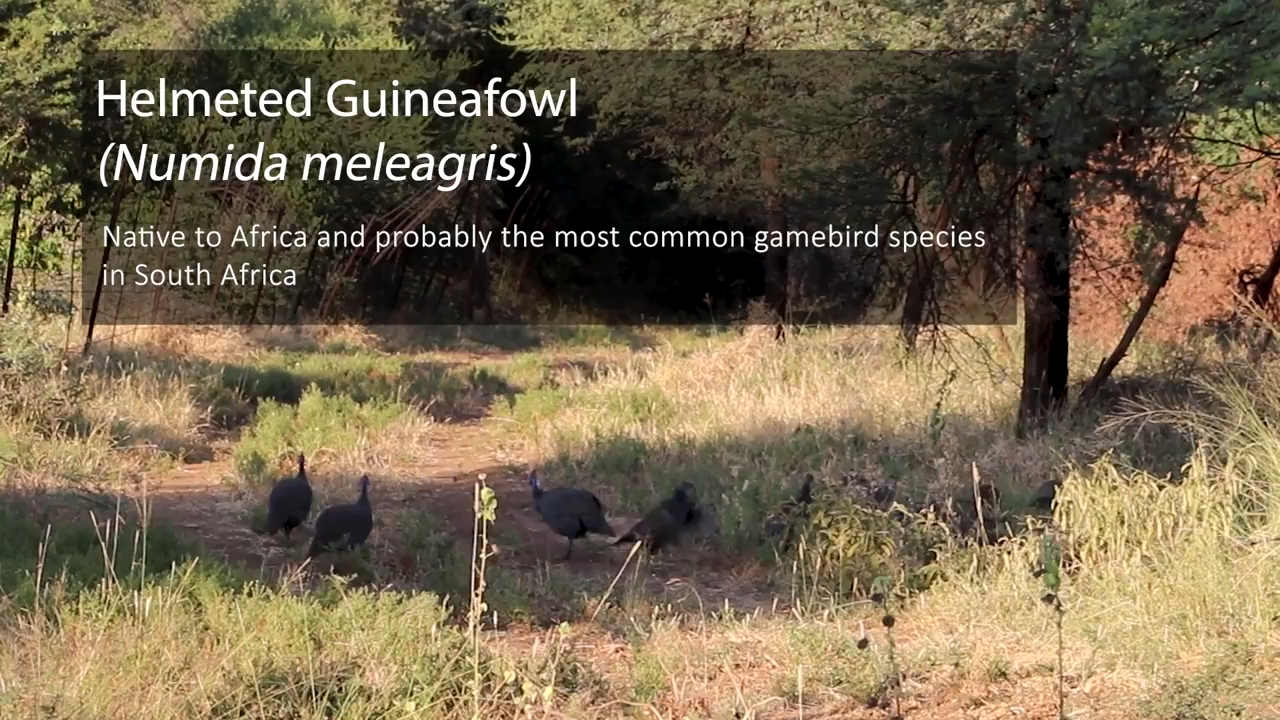 Helmeted Guineafowl
(Numida meleagris)
Native to Africa and probably the most common gamebird species
in South Africa